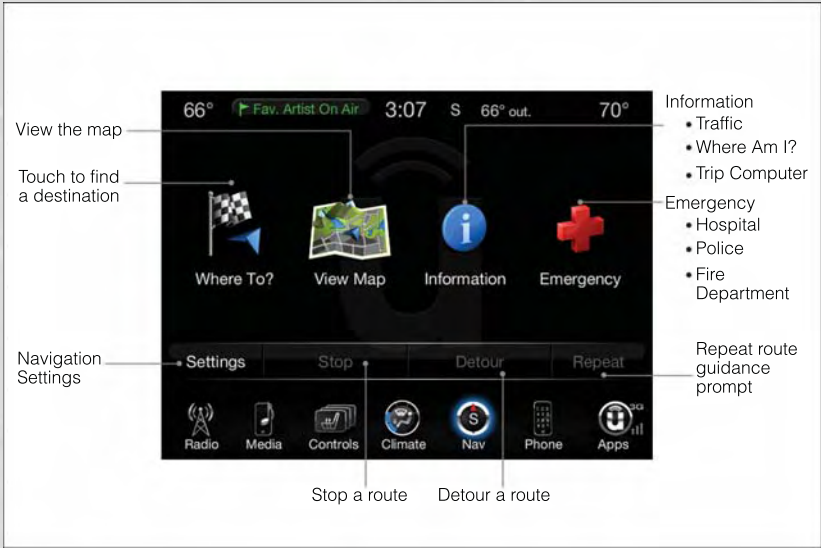 View the map
Touch to find
a destination
Navigation
Settings
66°
Fav. Artist On Air
3:07
S
66° out.
70°
Where To?
View Map
Information
Emergency
Settings
Stop
Detour
Repeat
S
3G
Radio
Media
Controls
Climate
Nav
Phone
Apps
Information
• Traffic
• Where Am I?
• Trip Computer
Emergency
• Hospital
• Police
• Fire
Department
Repeat route
guidance
prompt
Stop a route
Detour a route